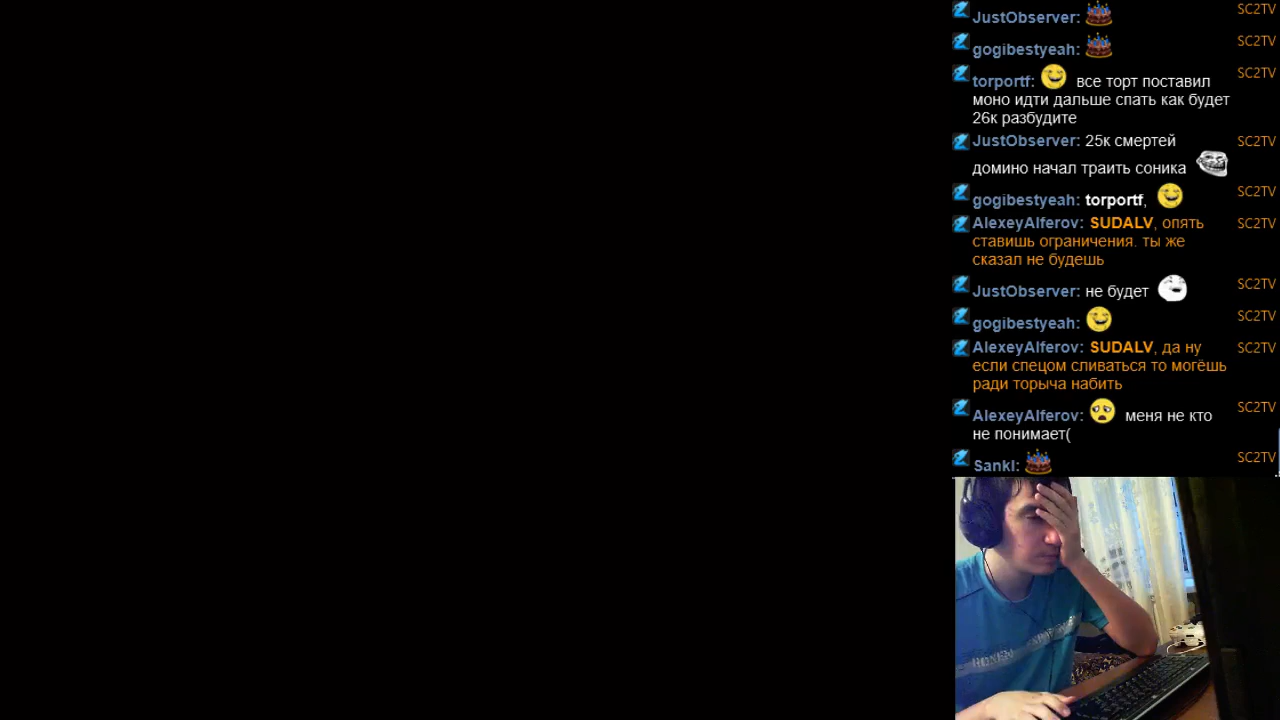 JustObserver: SC2TV
gogibestyeah: SC2TV
torportf: все торт поставил SC2TV
моно идти дальше спать как будет
26к разбудите
JustObserver: 25к смертей SC2TV
домино начал траить соника
gogibestyeah: torportf, SC2TV
AlexeyAlferov: SUDALV, опять SC2TV
ставишь ограничения. ты же
сказал не будешь
JustObserver: не будет SC2TV
gogibestyeah: SC2TV
AlexeyAlferov: SUDALV, да ну SC2TV
если спецом сливаться то могёшь
ради торыча набить
AlexeyAlferov: меня не кто SC2TV
не понимает(
SankI: SC2TV